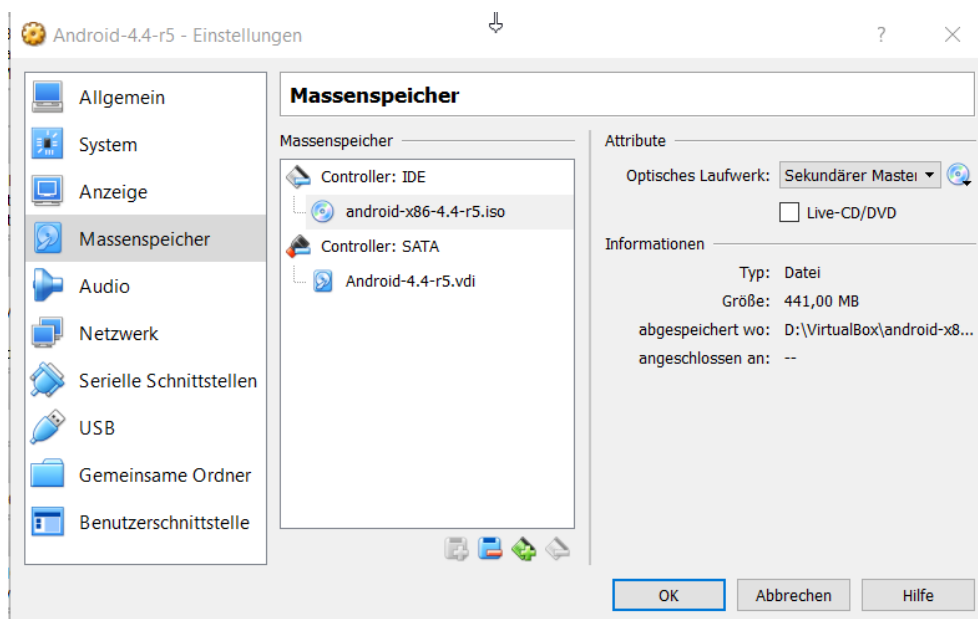 Android-4.4-r5 - Einstellungen
?
Allgemein
System
Anzeige
Massenspeicher
Audio
Netzwerk
Serielle Schnittstellen
USB
Gemeinsame Ordner
Benutzerschnittstelle
Massenspeicher
Massenspeicher
Controller: IDE
android-x86-4.4-r5.iso
Controller: SATA
Android-4.4-r5.vdi
Attribute
Optisches Laufwerk: Sekundärer Master
Live-CD/DVD
Informationen
Typ: Datei
Größe: 441,00 MB
abgespeichert wo: D:\VirtualBox\android-x8...
angeschlossen an: --
OK Abbrechen Hilfe